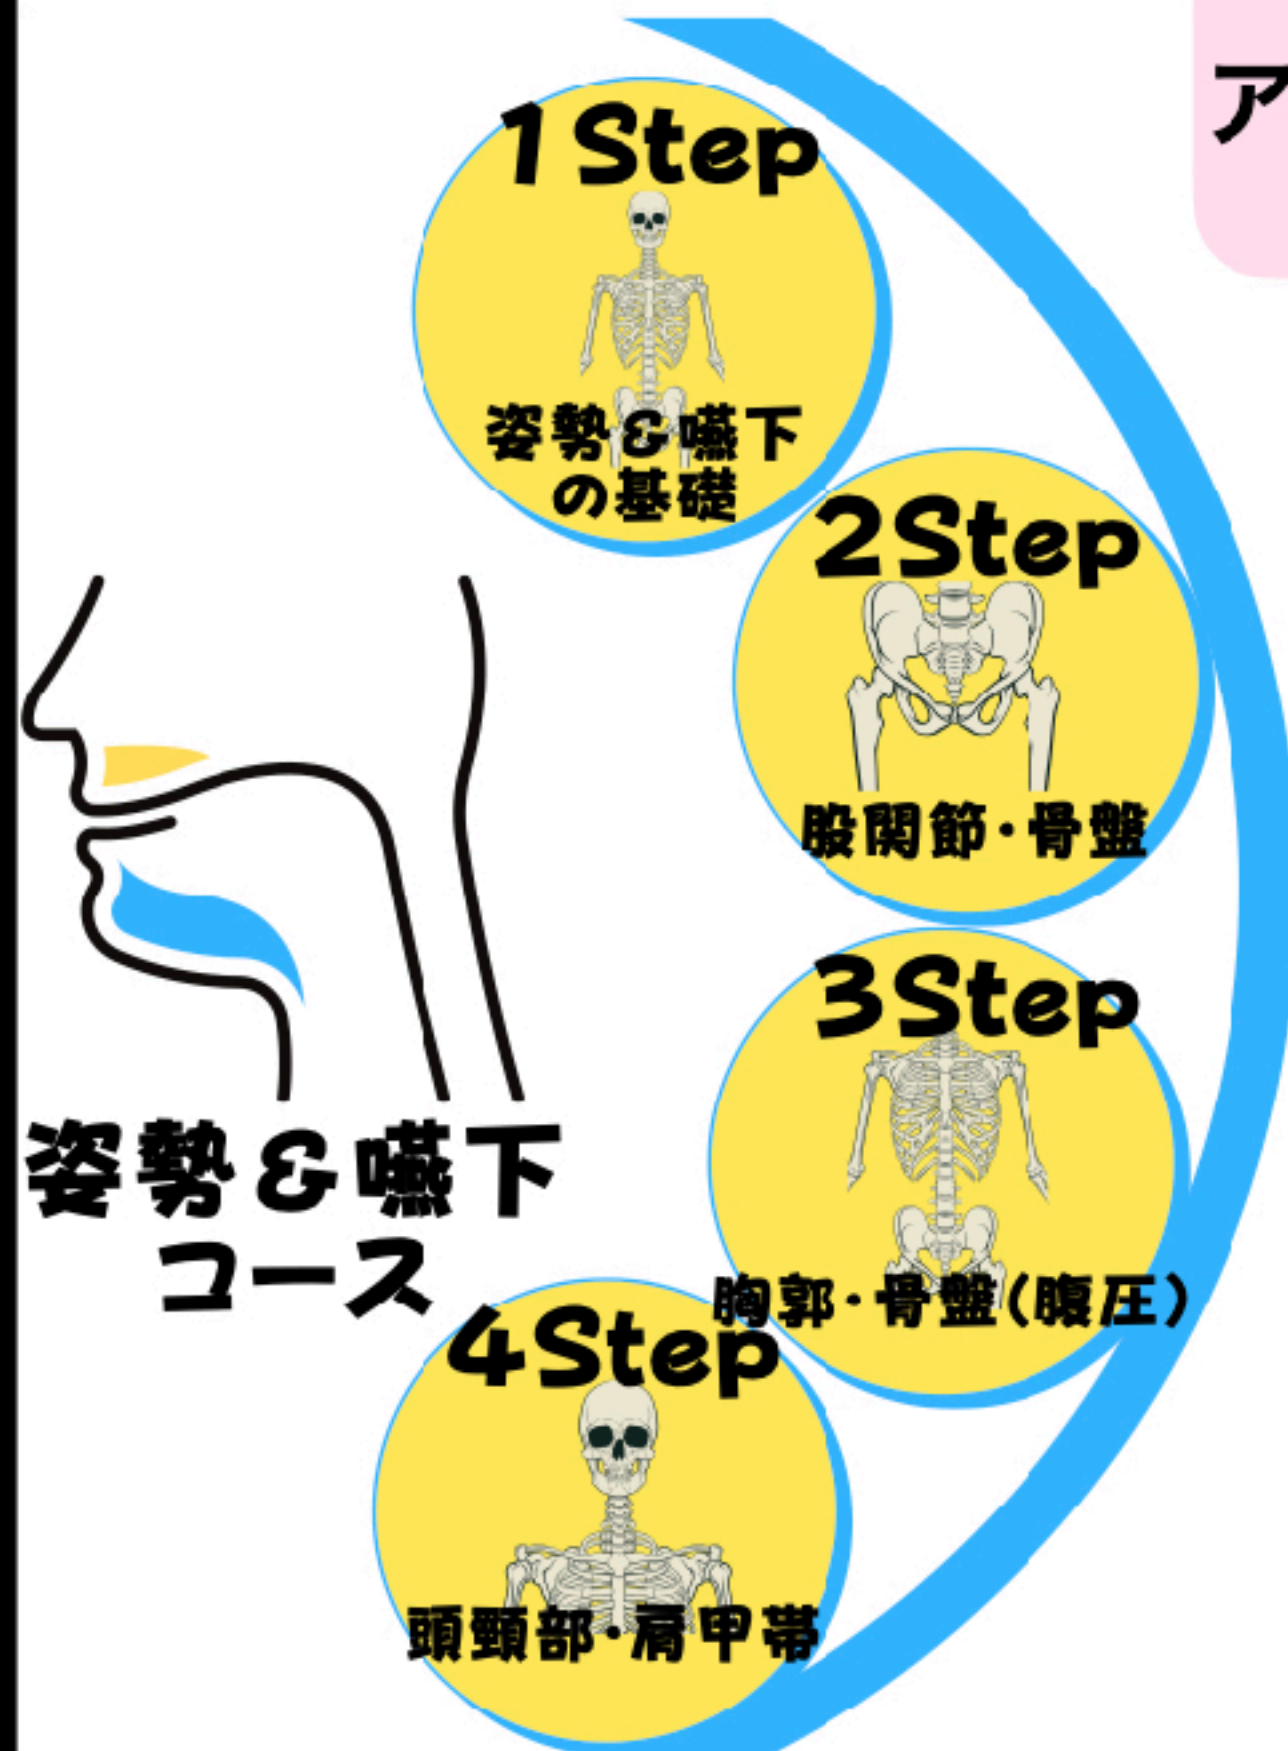 ア
1Step
姿勢&嚥下
の基礎
2Step
股関節・骨盤
3Step
胸郭・骨盤(腹圧)
姿勢&嚥下
コース
4Step
頭頸部・肩甲帯